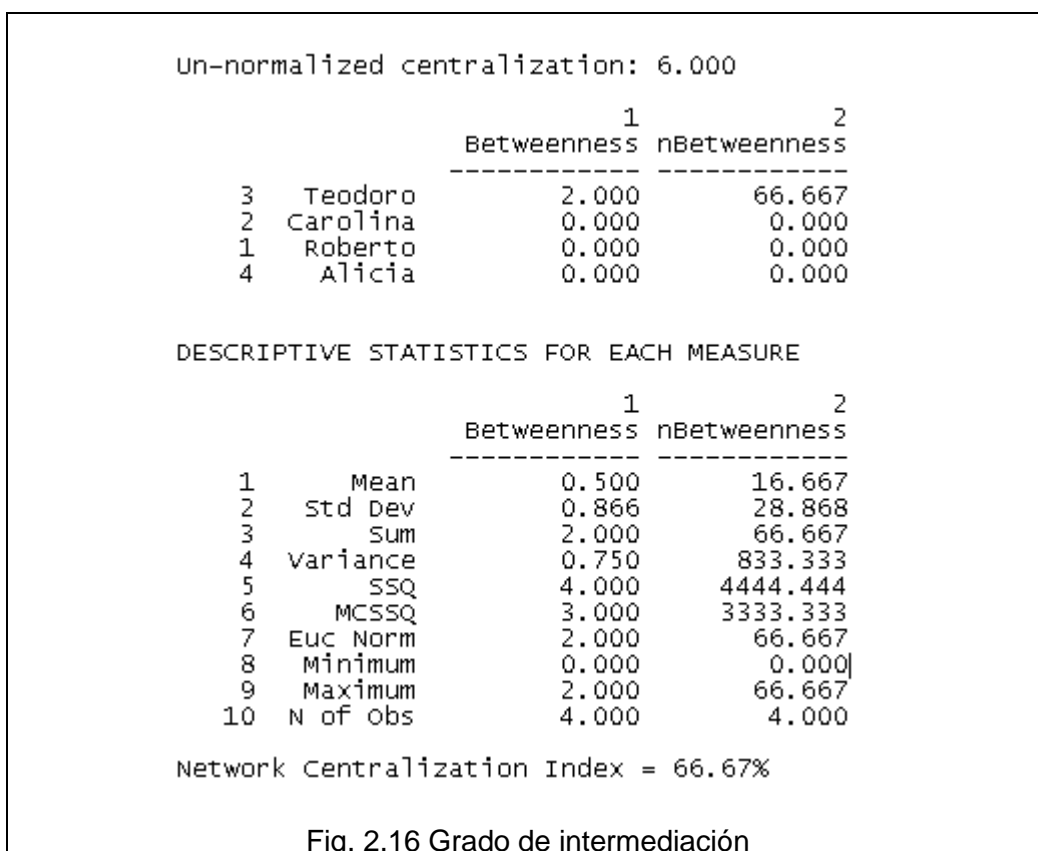 Un-normalized centralization: 6.000
1 2
Betweenness nBetweenness
------------ ------------
3 Teodoro 2.000 66.667
2 Carolina 0.000 0.000
1 Roberto 0.000 0.000
4 Alicia 0.000 0.000
DESCRIPTIVE STATISTICS FOR EACH MEASURE
1 2
Betweenness nBetweenness
------------ ------------
1 Mean 0.500 16.667
2 Std Dev 0.866 28.868
3 Sum 2.000 66.667
4 Variance 0.750 833.333
5 SSQ 4.000 4444.444
6 MCSSQ 3.000 3333.333
7 Euc Norm 2.000 66.667
8 Minimum 0.000 0.000
9 Maximum 2.000 66.667
10 N of Obs 4.000 4.000
Network Centralization Index = 66.67%
Fig. 2.16 Grado de intermediación